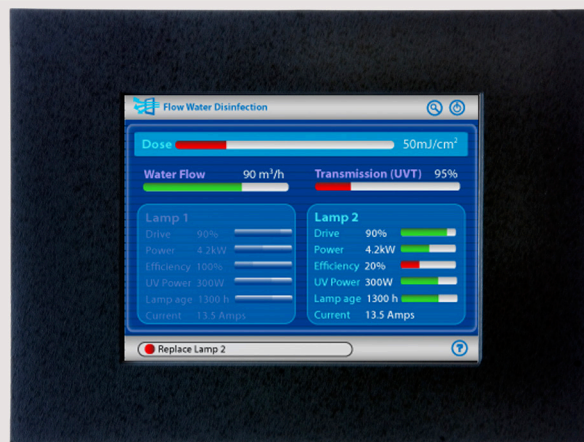 Flow Water Disinfection
Dose 50mJ/cm²
Water Flow 90 m³/h Transmission (UVT) 95%
Lamp 1
Drive 90%
Power 4.2kW
Efficiency 100%
UV Power 300W
Lamp age 1300 h
Current 13.5 Amps
Lamp 2
Drive 90%
Power 4.2kW
Efficiency 20%
UV Power 300W
Lamp age 1300 h
Current 13.5 Amps
Replace Lamp 2
?